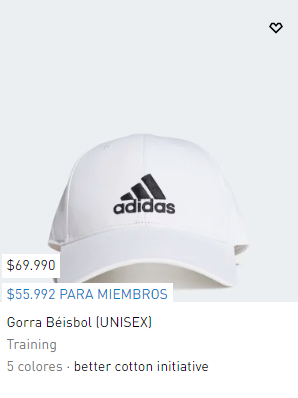 adidas
$69.990
$55.992 PARA MIEMBROS
Gorra Béisbol (UNISEX)
Training
5 colores · better cotton initiative